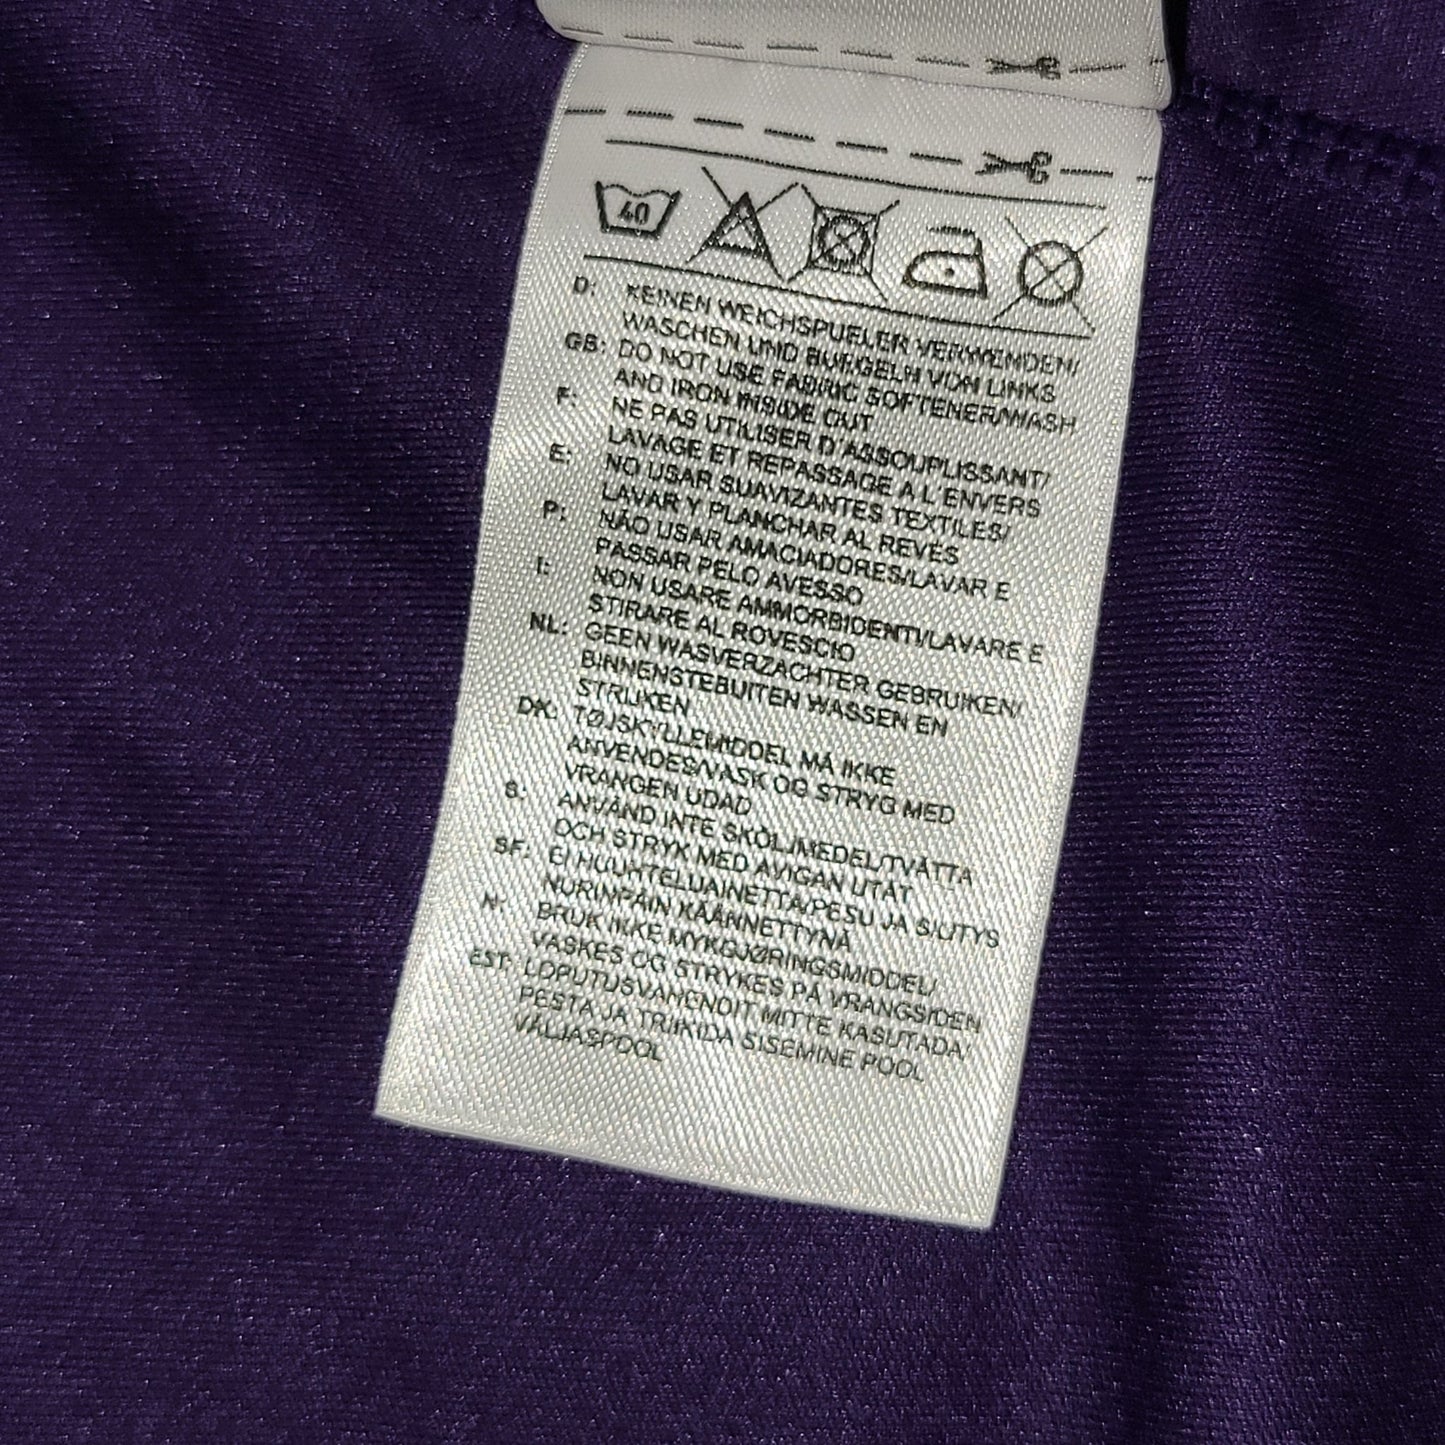 40
D: KEINEN WEICHSPUELER VERWENDEN/
WASCHEN UND BÜRGELN VON LINKS
GB: DO NOT USE FABRIC SOFTENER/WASH
AND IRON INSIDE OUT
F: NE PAS UTILISER D'ASSOUPLISSANT/
LAVAGE ET REPASSAGE A L'ENVERS
E: NO USAR SUAVIZANTES TEXTILES/
LAVAR Y PLANCHAR AL REVÉS
P: NÃO USAR AMACIADORES/LAVAR E
PASSAR PELO AVESSO
I: NON USARE AMMORBIDENTI/LAVARE E
STIRARE AL ROVESCIO
NL: GEEN WASVERZACHTER GEBRUIKEN/
BINNENSTEBUITEN WASSEN EN
STRIJKEN
DK: TØJSKYLLEMIDDEL MÅ IKKE
ANVENDES/VASK OG STRYG MED
VRANGEN UDAD
S: ANVÄND INTE SKÖLJMEDEL/TVÄTTA
OCH STRYK MED AVIGAN UTÅT
SF: EI HUUHTELUAINETTA/PESU JA SILITYS
NURINPÄIN KÄÄNNETTYNÄ
N: BRUK IKKE MYKGJØRINGSMIDDEL/
VASKES OG STRYKES PÅ VRANGSIDEN
EST: LOPUTUSVAHENDIT MITTE KASUTADA/
PESTA JA TRIIKIDA SISEMINE POOL
VÄLJASPOOL